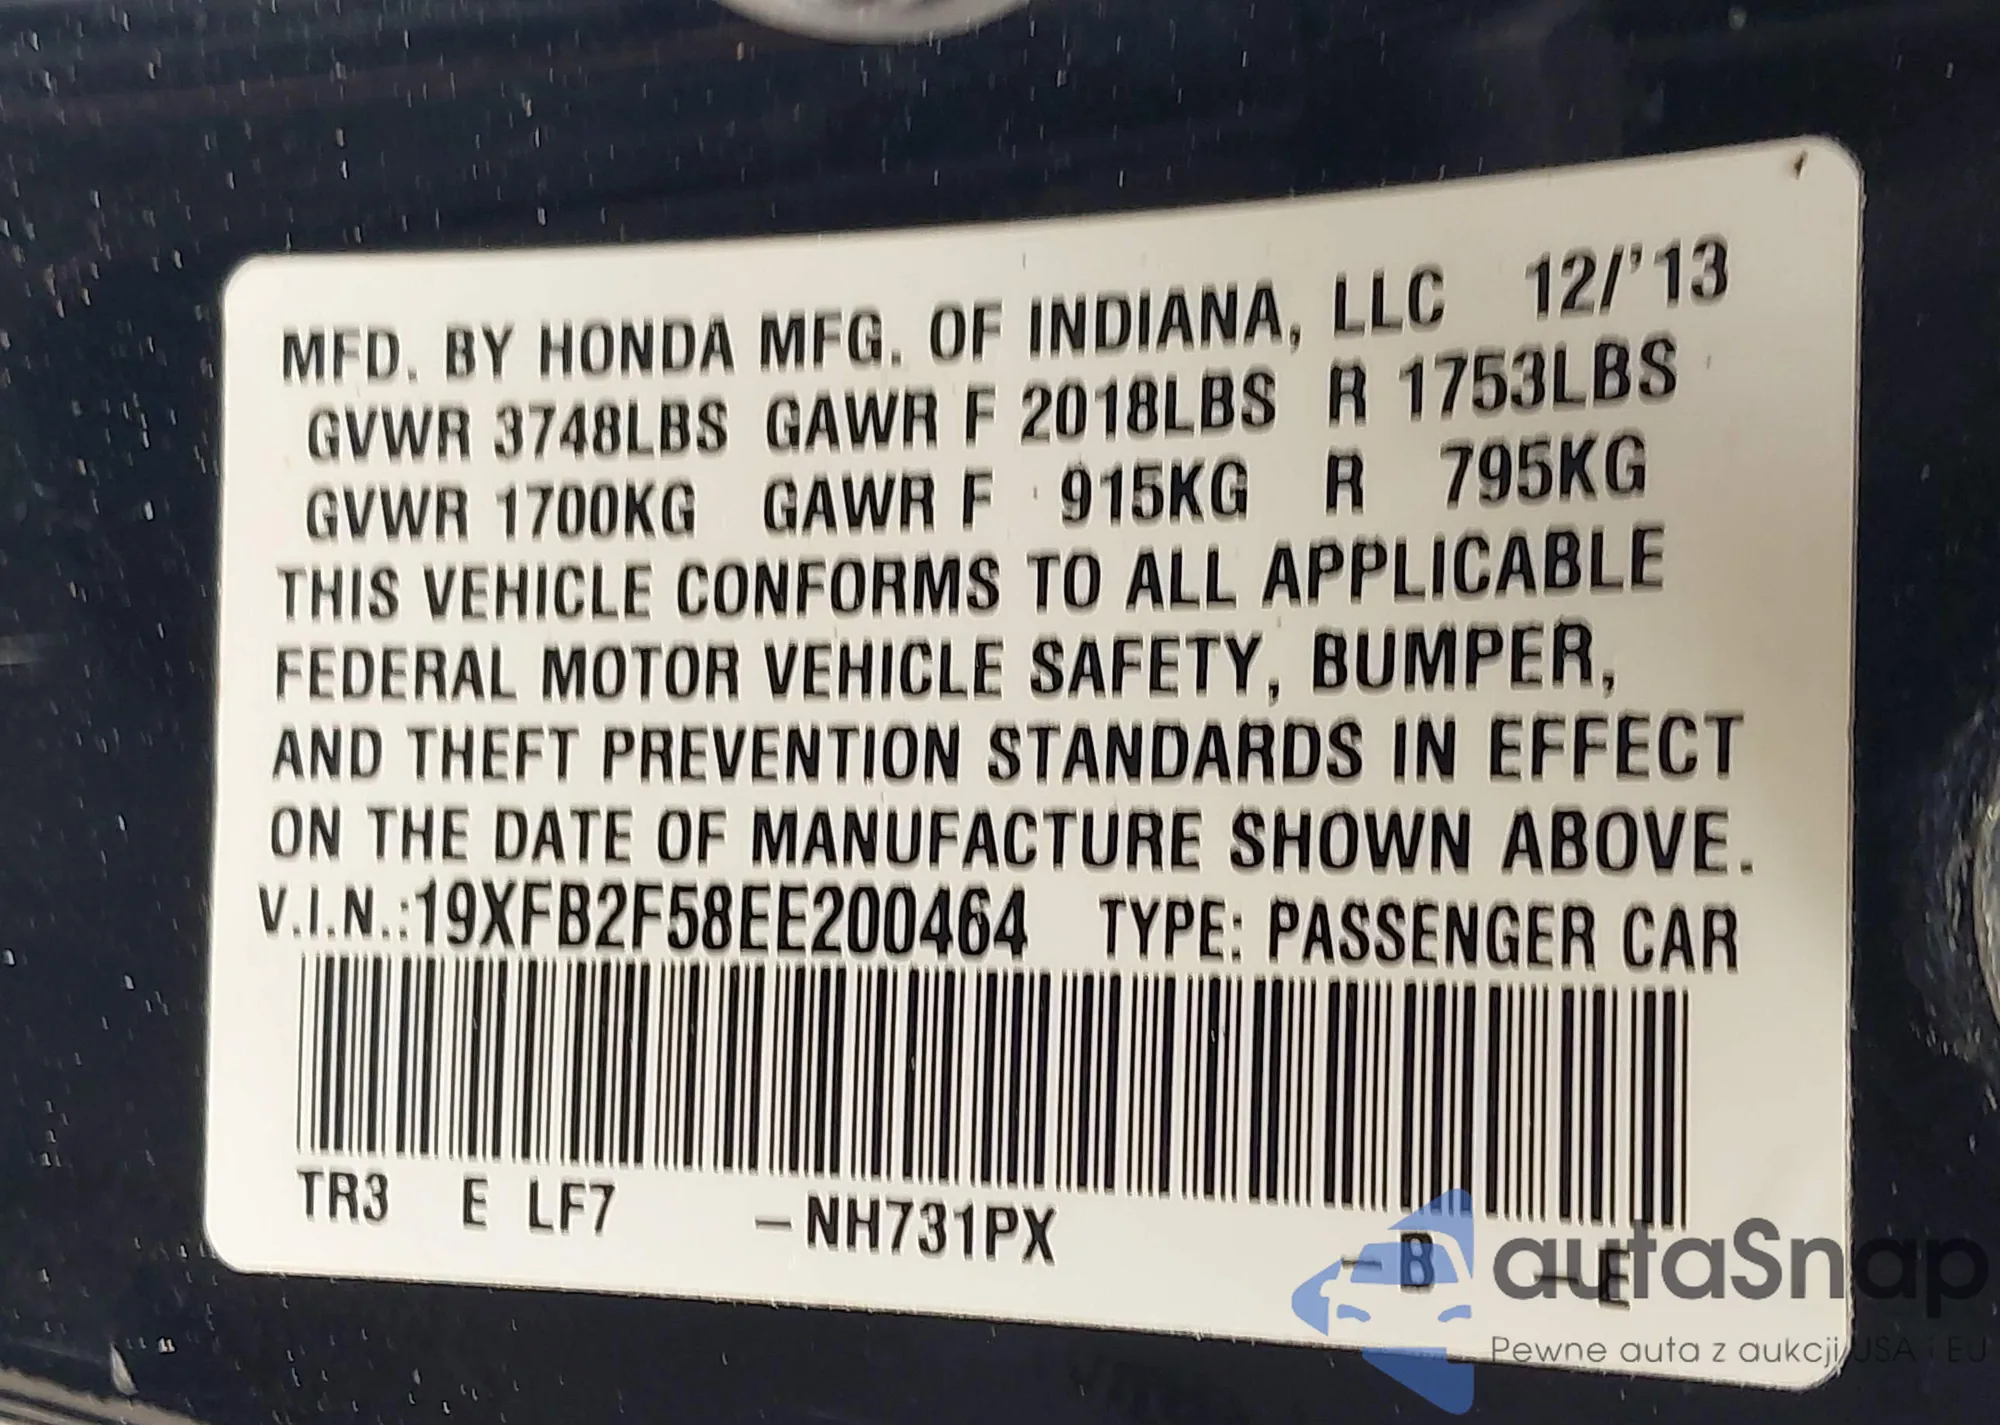 MFD. BY HONDA MFG. OF INDIANA, LLC 12/'13
GVWR 3748LBS GAWR F 2018LBS R 1753LBS
GVWR 1700KG GAWR F 915KG R 795KG
THIS VEHICLE CONFORMS TO ALL APPLICABLE
FEDERAL MOTOR VEHICLE SAFETY, BUMPER,
AND THEFT PREVENTION STANDARDS IN EFFECT
ON THE DATE OF MANUFACTURE SHOWN ABOVE.
V.I.N.:19XFB2F58EE200464 TYPE: PASSENGER CAR
TR3 E LF7 -NH731PX -B -E
autaSnap
Pewne auta z aukcji USA i EU